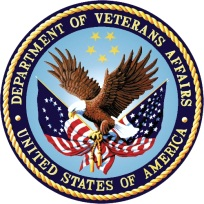 DEPARTMENT OF VETERANS AFFAIRS
UNITED STATES OF AMERICA